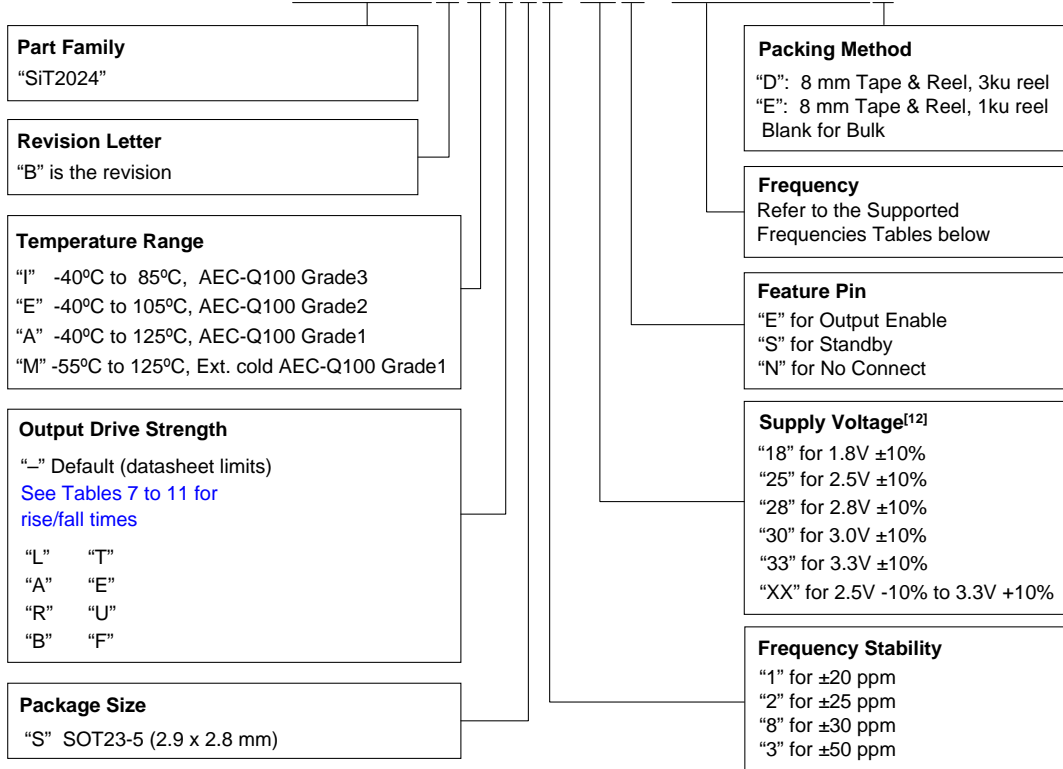 Part Family
“SiT2024”
Revision Letter
“B” is the revision
Temperature Range
“I” -40ºC to 85ºC, AEC-Q100 Grade3
“E” -40ºC to 105ºC, AEC-Q100 Grade2
“A” -40ºC to 125ºC, AEC-Q100 Grade1
“M” -55ºC to 125ºC, Ext. cold AEC-Q100 Grade1
Output Drive Strength
“–” Default (datasheet limits)
See Tables 7 to 11 for
rise/fall times
“L” “T”
“A” “E”
“R” “U”
“B” “F”
Package Size
“S” SOT23-5 (2.9 x 2.8 mm)
Packing Method
“D”: 8 mm Tape & Reel, 3ku reel
“E”: 8 mm Tape & Reel, 1ku reel
Blank for Bulk
Frequency
Refer to the Supported
Frequencies Tables below
Feature Pin
“E” for Output Enable
“S” for Standby
“N” for No Connect
Supply Voltage[12]
“18” for 1.8V ±10%
“25” for 2.5V ±10%
“28” for 2.8V ±10%
“30” for 3.0V ±10%
“33” for 3.3V ±10%
“XX” for 2.5V -10% to 3.3V +10%
Frequency Stability
“1” for ±20 ppm
“2” for ±25 ppm
“8” for ±30 ppm
“3” for ±50 ppm